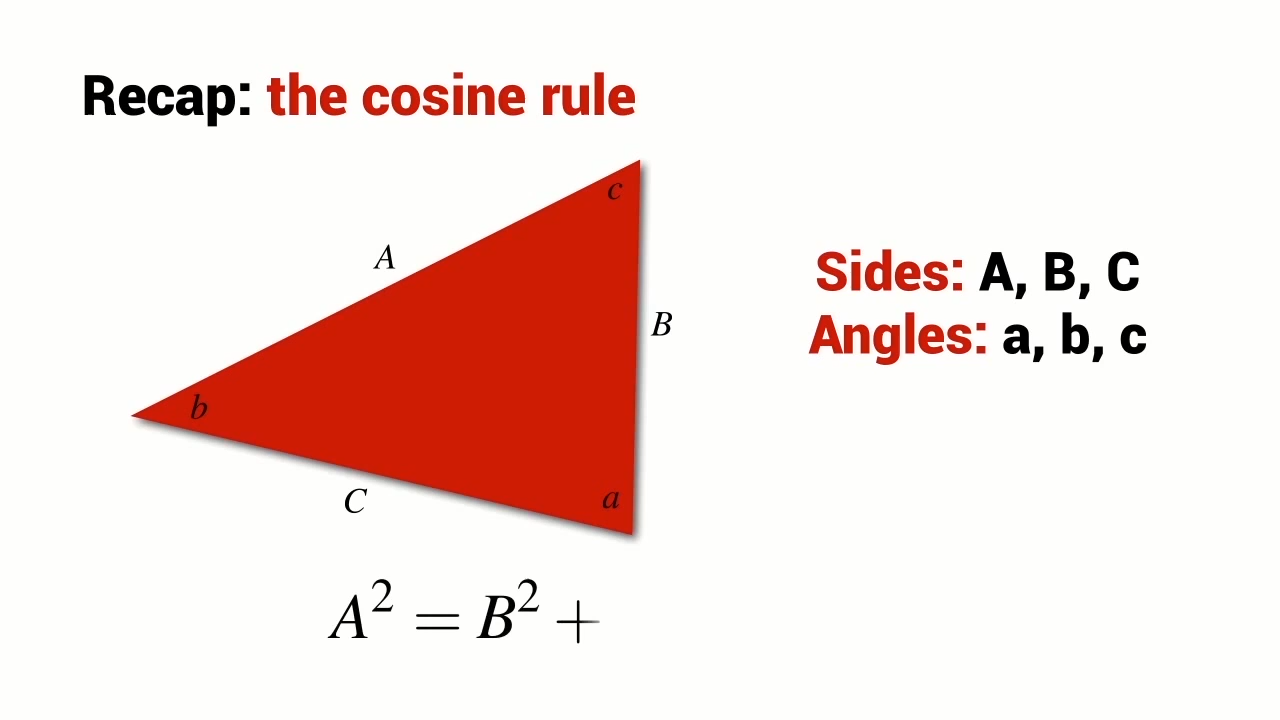 Recap: the cosine rule
c
A
Sides: A, B, C
B
Angles: a, b, c
b
C
a
A² = B² +